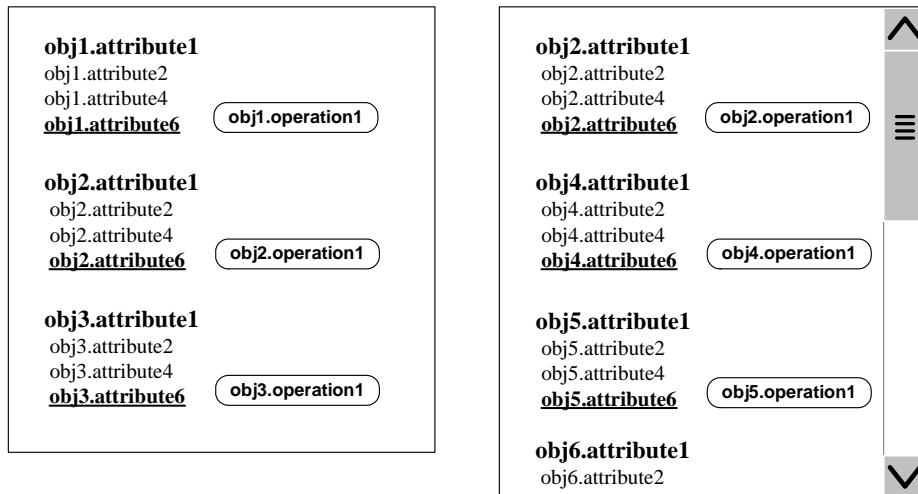 obj1.attribute1
obj1.attribute2
obj1.attribute4
obj1.attribute6 obj1.operation1
obj2.attribute1
obj2.attribute2
obj2.attribute4
obj2.attribute6 obj2.operation1
obj3.attribute1
obj3.attribute2
obj3.attribute4
obj3.attribute6 obj3.operation1
obj2.attribute1
obj2.attribute2
obj2.attribute4
obj2.attribute6 obj2.operation1
obj4.attribute1
obj4.attribute2
obj4.attribute4
obj4.attribute6 obj4.operation1
obj5.attribute1
obj5.attribute2
obj5.attribute4
obj5.attribute6 obj5.operation1
obj6.attribute1
obj6.attribute2